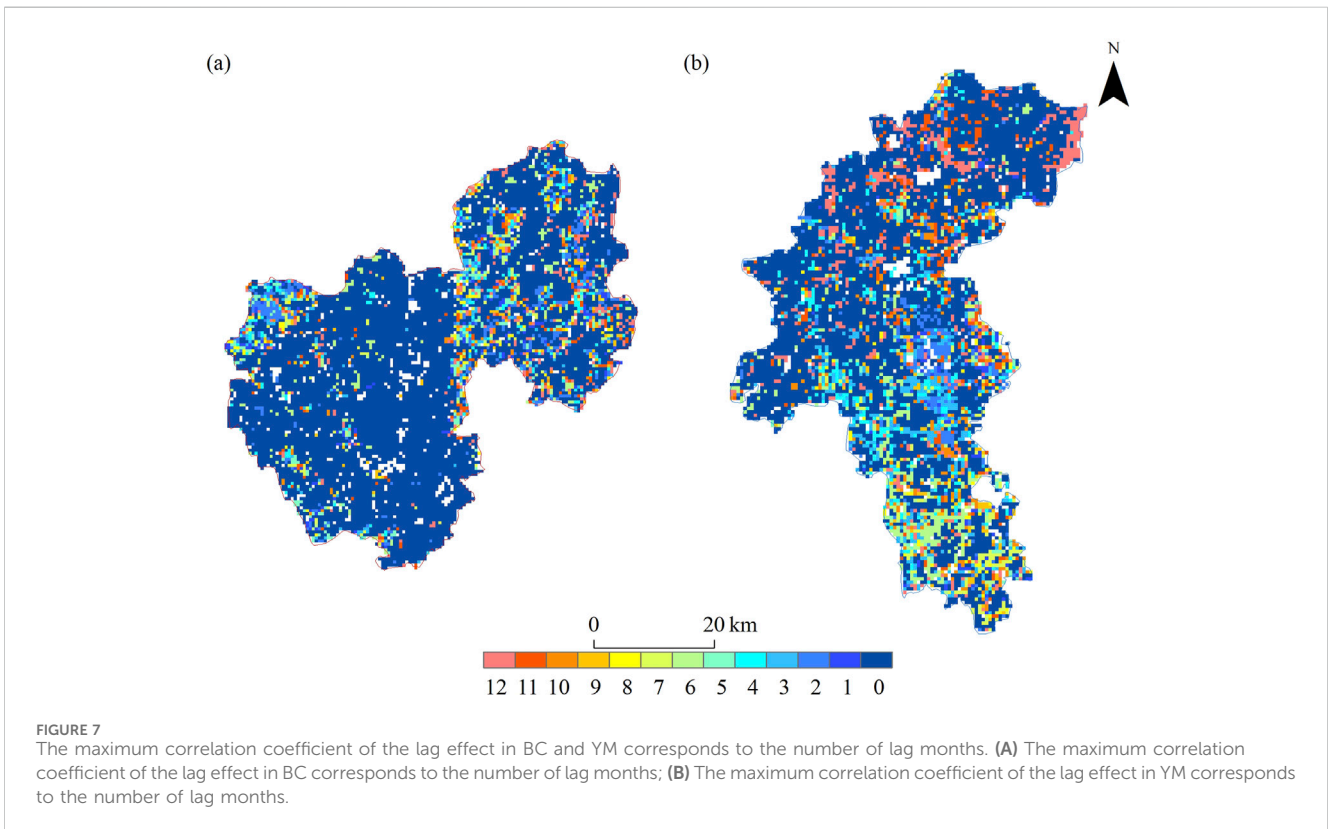 (a)
(b)
N
0 20 km
12 11 10 9 8 7 6 5 4 3 2 1 0
FIGURE 7
The maximum correlation coefficient of the lag effect in BC and YM corresponds to the number of lag months. (A) The maximum correlation
coefficient of the lag effect in BC corresponds to the number of lag months; (B) The maximum correlation coefficient of the lag effect in YM corresponds
to the number of lag months.